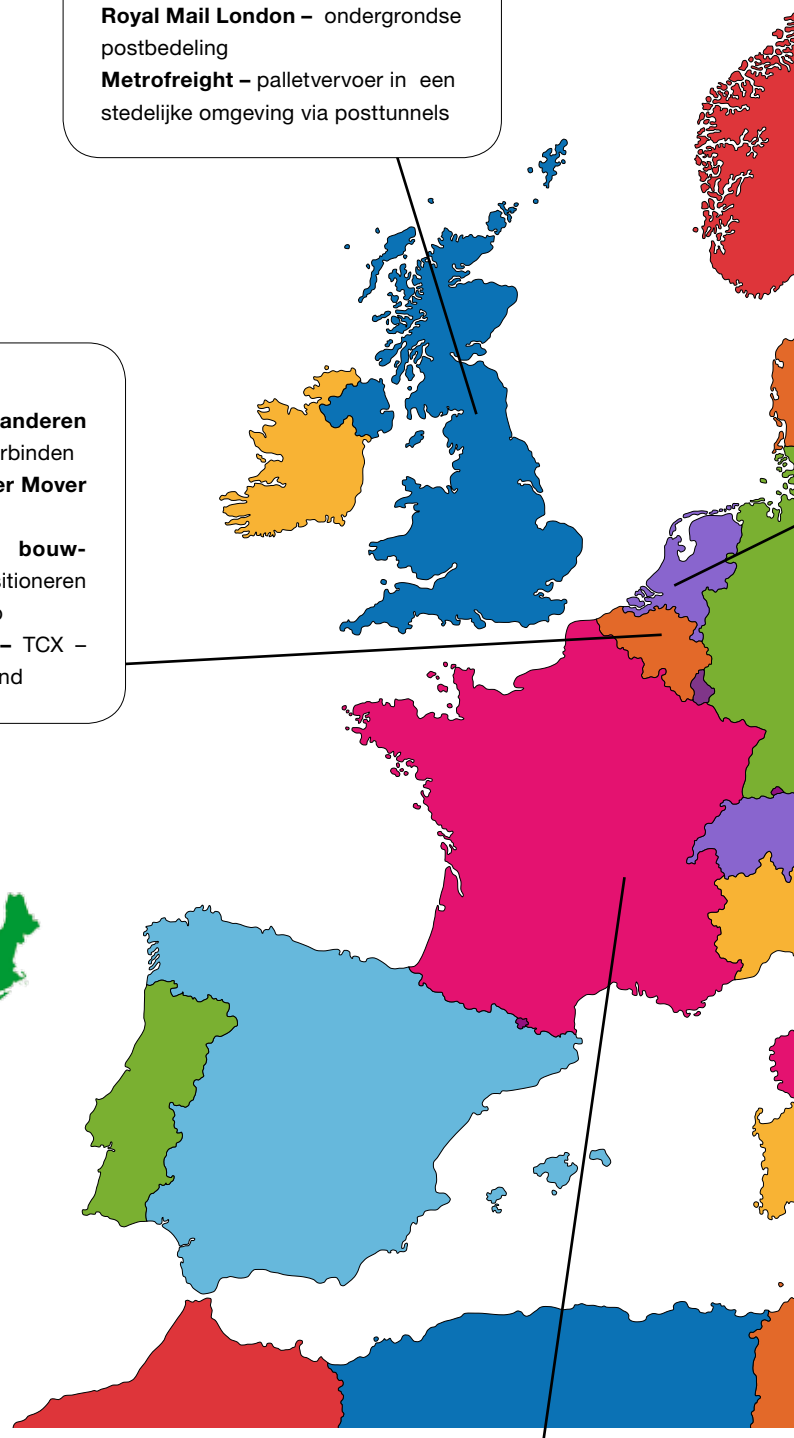 Royal Mail London – ondergrondse
postbedeling
Metrofreight – palletvervoer in een
stedelijke omgeving via posttunnels
anderen
rbinden
er Mover
bouw-
sitioneren
– TCX –
nd